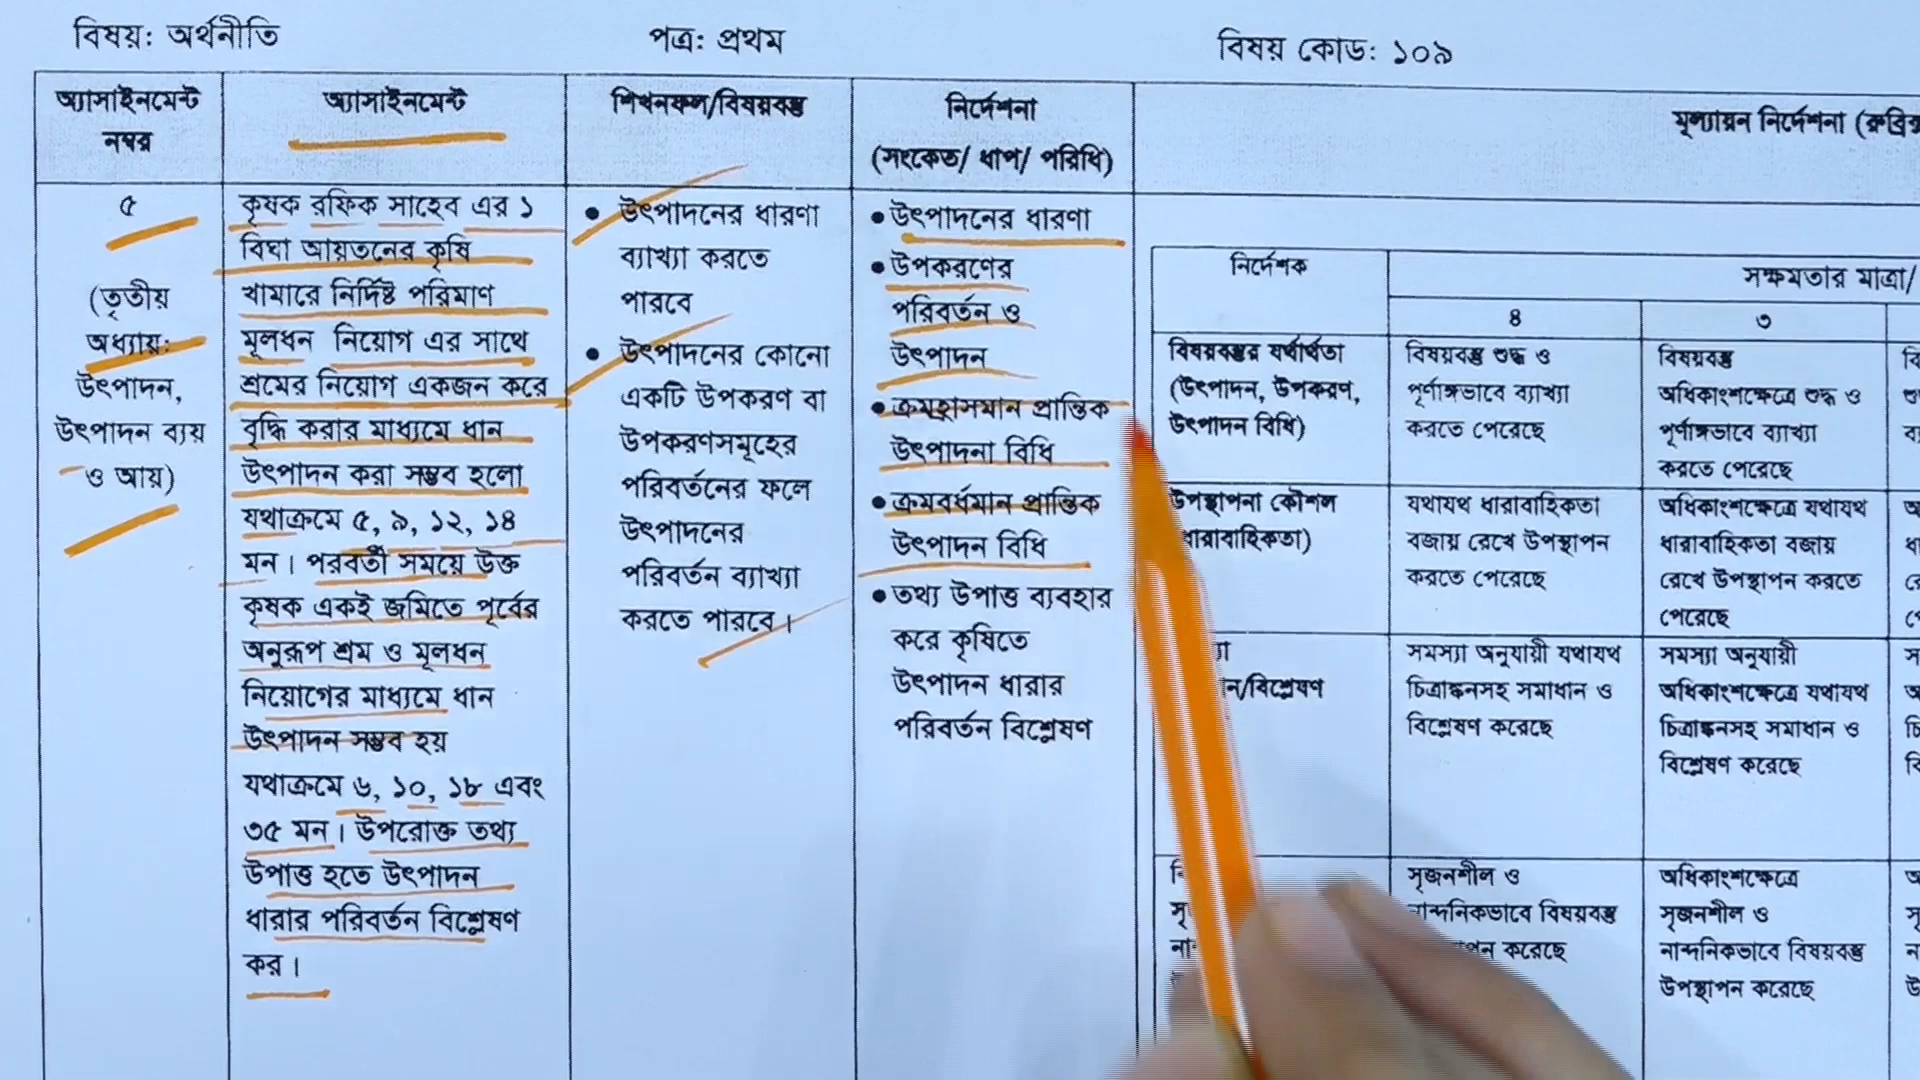 বিষয়: অর্থনীতি
পত্র: প্রথম
বিষয় কোড: ১০৯
অ্যাসাইনমেন্ট
নম্বর
অ্যাসাইনমেন্ট
শিখনফল/বিষয়বস্তু
নির্দেশনা
(সংকেত/ ধাপ/ পরিধি)
মূল্যায়ন নির্দেশনা
৫
(তৃতীয়
অধ্যায়:
উৎপাদন,
উৎপাদন ব্যয়
ও আয়)
কৃষক রফিক সাহেব এর ১
বিঘা আয়তনের কৃষি
খামারে নির্দিষ্ট পরিমাণ
মূলধন নিয়োগ এর সাথে
শ্রমের নিয়োগ একজন করে
বৃদ্ধি করার মাধ্যমে ধান
উৎপাদন করা সম্ভব হলো
যথাক্রমে ৫, ৯, ১২, ১৪
মন। পরবর্তী সময়ে উক্ত
কৃষক একই জমিতে পূর্বের
অনুরূপ শ্রম ও মূলধন
নিয়োগের মাধ্যমে ধান
উৎপাদন সম্ভব হয়
যথাক্রমে ৬, ১০, ১৮ এবং
৩৫ মন। উপরোক্ত তথ্য
উপাত্ত হতে উৎপাদন
ধারার পরিবর্তন বিশ্লেষণ
কর।
• উৎপাদনের ধারণা
ব্যাখ্যা করতে
পারবে
• উৎপাদনের কোনো
একটি উপকরণ বা
উপকরণসমূহের
পরিবর্তনের ফলে
উৎপাদনের
পরিবর্তন ব্যাখ্যা
করতে পারবে।
• উৎপাদনের ধারণা
• উপকরণের
পরিবর্তন ও
উৎপাদন
• ক্রমহ্রাসমান প্রান্তিক
উৎপাদনা বিধি
• ক্রমবর্ধমান প্রান্তিক
উৎপাদন বিধি
• তথ্য উপাত্ত ব্যবহার
করে কৃষিতে
উৎপাদন ধারার
পরিবর্তন বিশ্লেষণ
নির্দেশক
সক্ষমতার মাত্রা/
৪
৩
বিষয়বস্তুর যথার্থতা
(উৎপাদন, উপকরণ,
উৎপাদন বিধি)
বিষয়বস্তু শুদ্ধ ও
পূর্ণাঙ্গভাবে ব্যাখ্যা
করতে পেরেছে
বিষয়বস্তু
অধিকাংশক্ষেত্রে শুদ্ধ ও
পূর্ণাঙ্গভাবে ব্যাখ্যা
করতে পেরেছে
উপস্থাপনা কৌশল
ধারাবাহিকতা)
যথাযথ ধারাবাহিকতা
বজায় রেখে উপস্থাপন
করতে পেরেছে
অধিকাংশক্ষেত্রে যথাযথ
ধারাবাহিকতা বজায়
রেখে উপস্থাপন করতে
পেরেছে
ন/বিশ্লেষণ
সমস্যা অনুযায়ী যথাযথ
চিত্রাঙ্কনসহ সমাধান ও
বিশ্লেষণ করেছে
সমস্যা অনুযায়ী
অধিকাংশক্ষেত্রে যথাযথ
চিত্রাঙ্কনসহ সমাধান ও
বিশ্লেষণ করেছে
সৃজনশীল ও
নান্দনিকভাবে বিষয়বস্তু
করেছে
অধিকাংশক্ষেত্রে
সৃজনশীল ও
নান্দনিকভাবে বিষয়বস্তু
উপস্থাপন করেছে